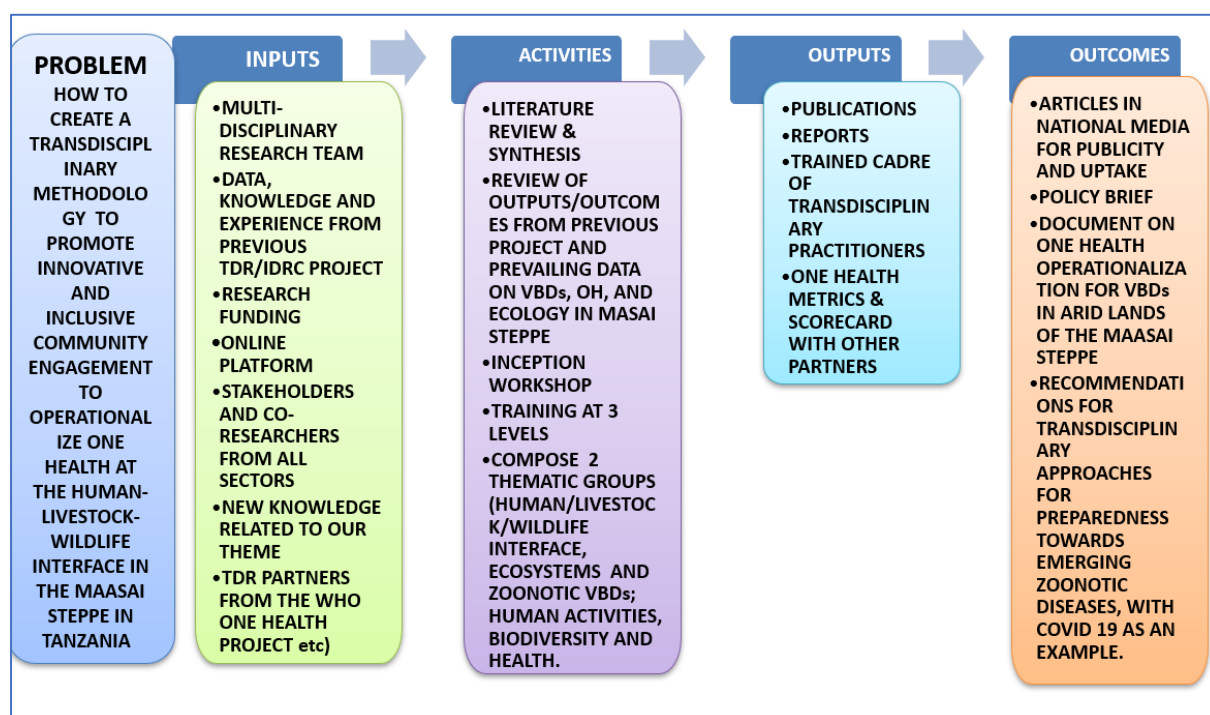 PROBLEM
HOW TO
CREATE A
TRANSDISCIPL
INARY
METHODOLO
GY TO
PROMOTE
INNOVATIVE
AND
INCLUSIVE
COMMUNITY
ENGAGEMENT
TO
OPERATIONAL
IZE ONE
HEALTH AT
THE HUMAN-
LIVESTOCK-
WILDLIFE
INTERFACE IN
THE MAASAI
STEPPE IN
TANZANIA
INPUTS
•MULTI-
DISCIPLINARY
RESEARCH TEAM
•DATA,
KNOWLEDGE AND
EXPERIENCE FROM
PREVIOUS
TDR/IDRC PROJECT
•RESEARCH
FUNDING
•ONLINE
PLATFORM
•STAKEHOLDERS
AND CO-
RESEARCHERS
FROM ALL
SECTORS
•NEW KNOWLEDGE
RELATED TO OUR
THEME
•TDR PARTNERS
FROM THE WHO
ONE HEALTH
PROJECT etc)
ACTIVITIES
•LITERATURE
REVIEW &
SYNTHESIS
•REVIEW OF
OUTPUTS/OUTCOM
ES FROM PREVIOUS
PROJECT AND
PREVAILING DATA
ON VBDs, OH, AND
ECOLOGY IN MASAI
STEPPE
•INCEPTION
WORKSHOP
•TRAINING AT 3
LEVELS
•COMPOSE 2
THEMATIC GROUPS
(HUMAN/LIVESTOC
K/WILDLIFE
INTERFACE,
ECOSYSTEMS AND
ZOONOTIC VBDs;
HUMAN ACTIVITIES,
BIODIVERSITY AND
HEALTH.
OUTPUTS
•PUBLICATIONS
•REPORTS
•TRAINED CADRE
OF
TRANSDISCIPLIN
ARY
PRACTITIONERS
•ONE HEALTH
METRICS &
SCORECARD
WITH OTHER
PARTNERS
OUTCOMES
•ARTICLES IN
NATIONAL MEDIA
FOR PUBLICITY
AND UPTAKE
•POLICY BRIEF
•DOCUMENT ON
ONE HEALTH
OPERATIONALIZA
TION FOR VBDs
IN ARID LANDS
OF THE MAASAI
STEPPE
•RECOMMENDATI
ONS FOR
TRANSDISCIPLIN
ARY
APPROACHES
FOR
PREPAREDNESS
TOWARDS
EMERGING
ZOONOTIC
DISEASES, WITH
COVID 19 AS AN
EXAMPLE.